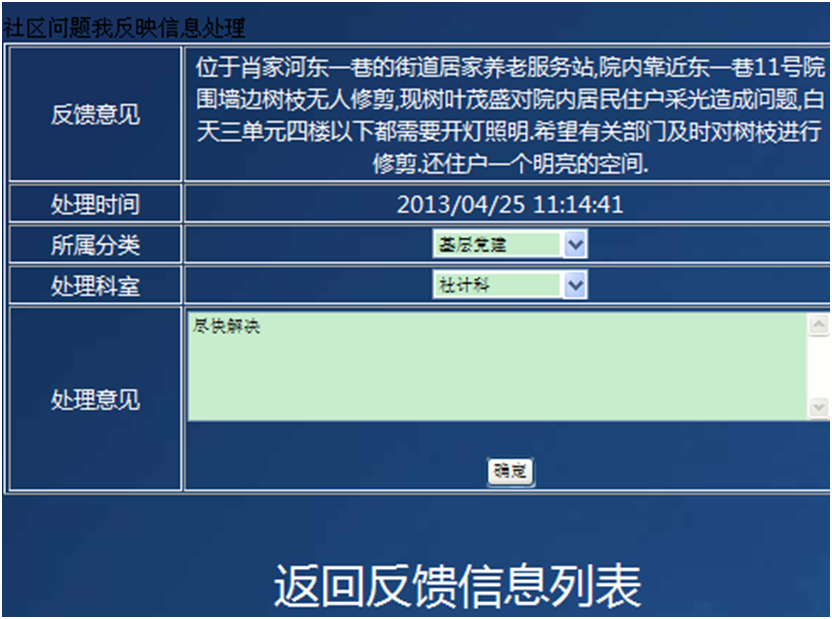 社区问题我反映信息处理
反馈意见
位于肖家河东一巷的街道居家养老服务站,院内靠近东一巷11号院
围墙边树枝无人修剪,现树叶茂盛对院内居民住户采光造成问题,白
天三单元四楼以下都需要开灯照明.希望有关部门及时对树枝进行
修剪.还住户一个明亮的空间.
处理时间
2013/04/25 11:14:41
所属分类
基层党建
处理科室
社计科
处理意见
尽快解决
确定
返回反馈信息列表